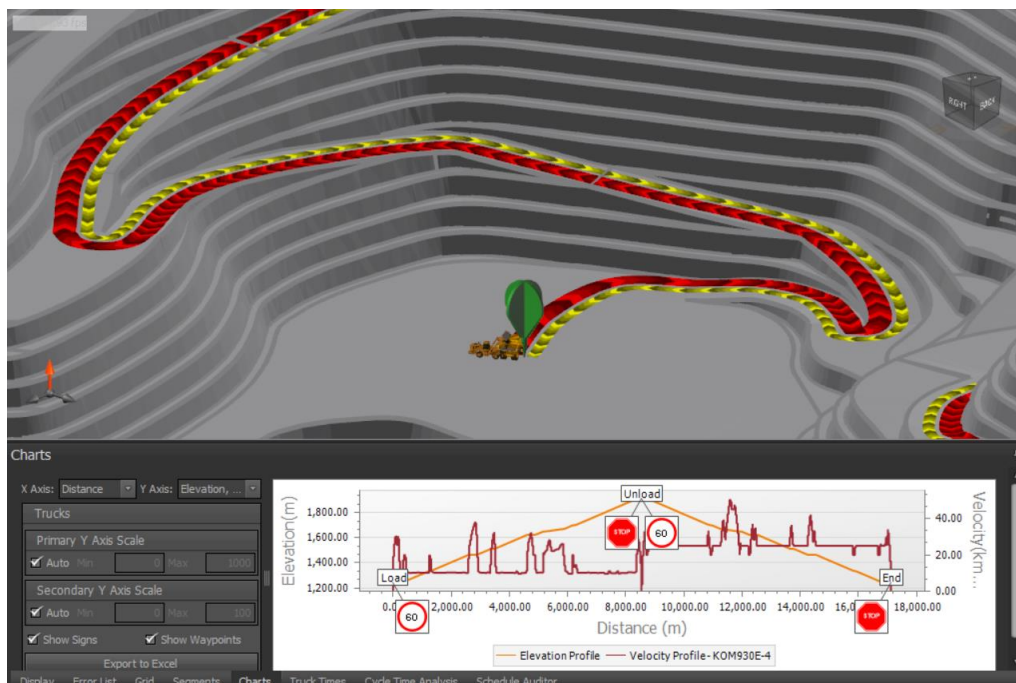 fps
RIGHT
BACK
Charts
X Axis: Distance Y Axis: Elevation, ...
Trucks
Primary Y Axis Scale
Auto Min 0 Max 1000
Secondary Y Axis Scale
Auto Min 0 Max 100
Show Signs Show Waypoints
Export to Excel
Elevation(m)
1,800.00
1,600.00
1,400.00
1,200.00
Load
60
Unload
STOP
60
End
STOP
Velocity(km...
40.00
20.00
0.00
0.00 2,000.00 4,000.00 6,000.00 8,000.00 10,000.00 12,000.00 14,000.00 16,000.00 18,000.00
Distance (m)
Elevation Profile Velocity Profile - KOM930E-4
Display Error List Grid Segments Charts Truck Times Cycle Time Analysis Schedule Auditor